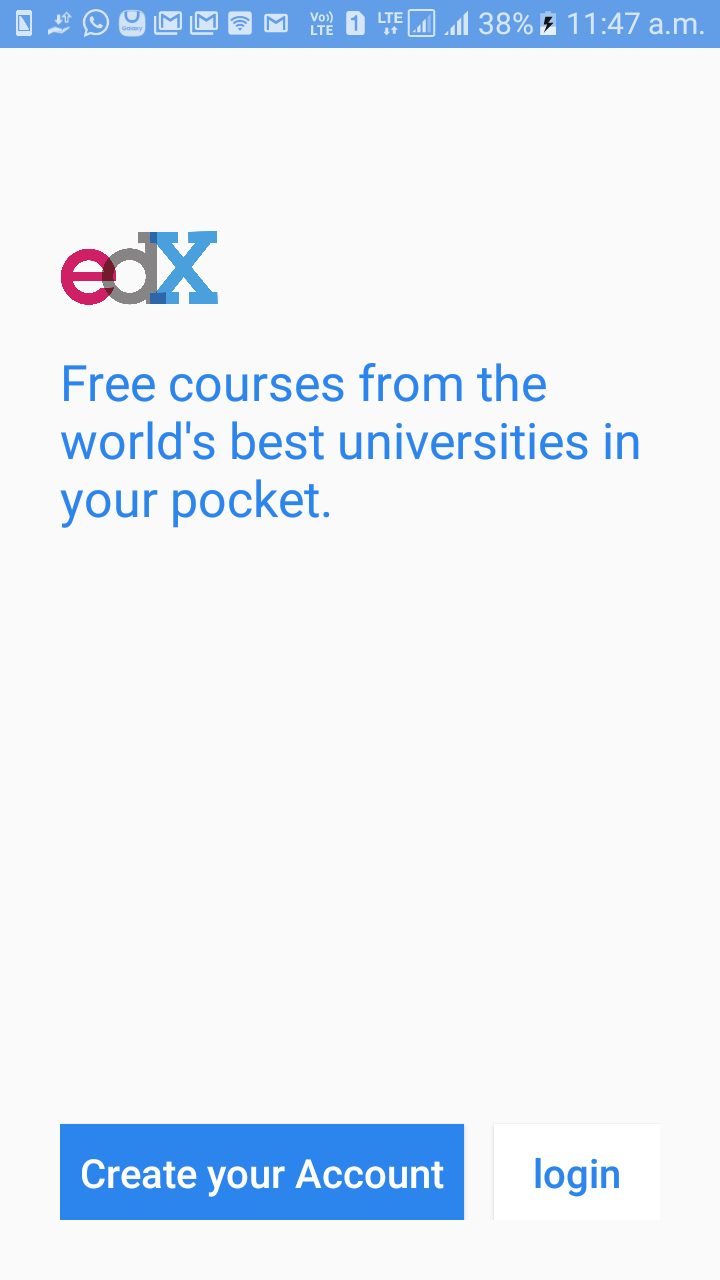 Vo)) LTE 1 LTE 38% 11:47 a.m.
edX
Free courses from the
world's best universities in
your pocket.
Create your Account login